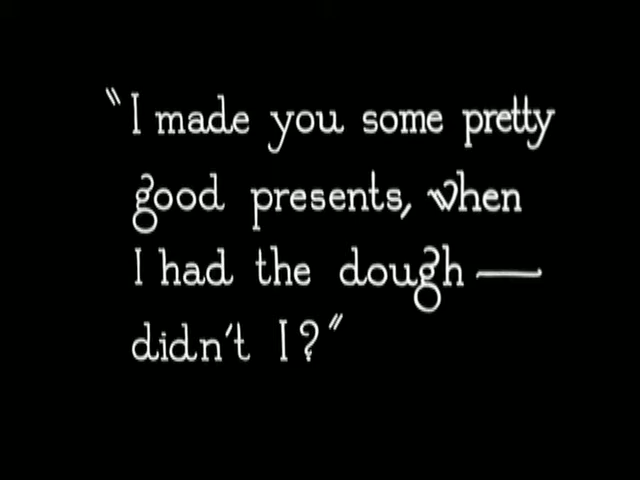 "I made you some pretty
good presents, when
I had the dough —
didn't I?"